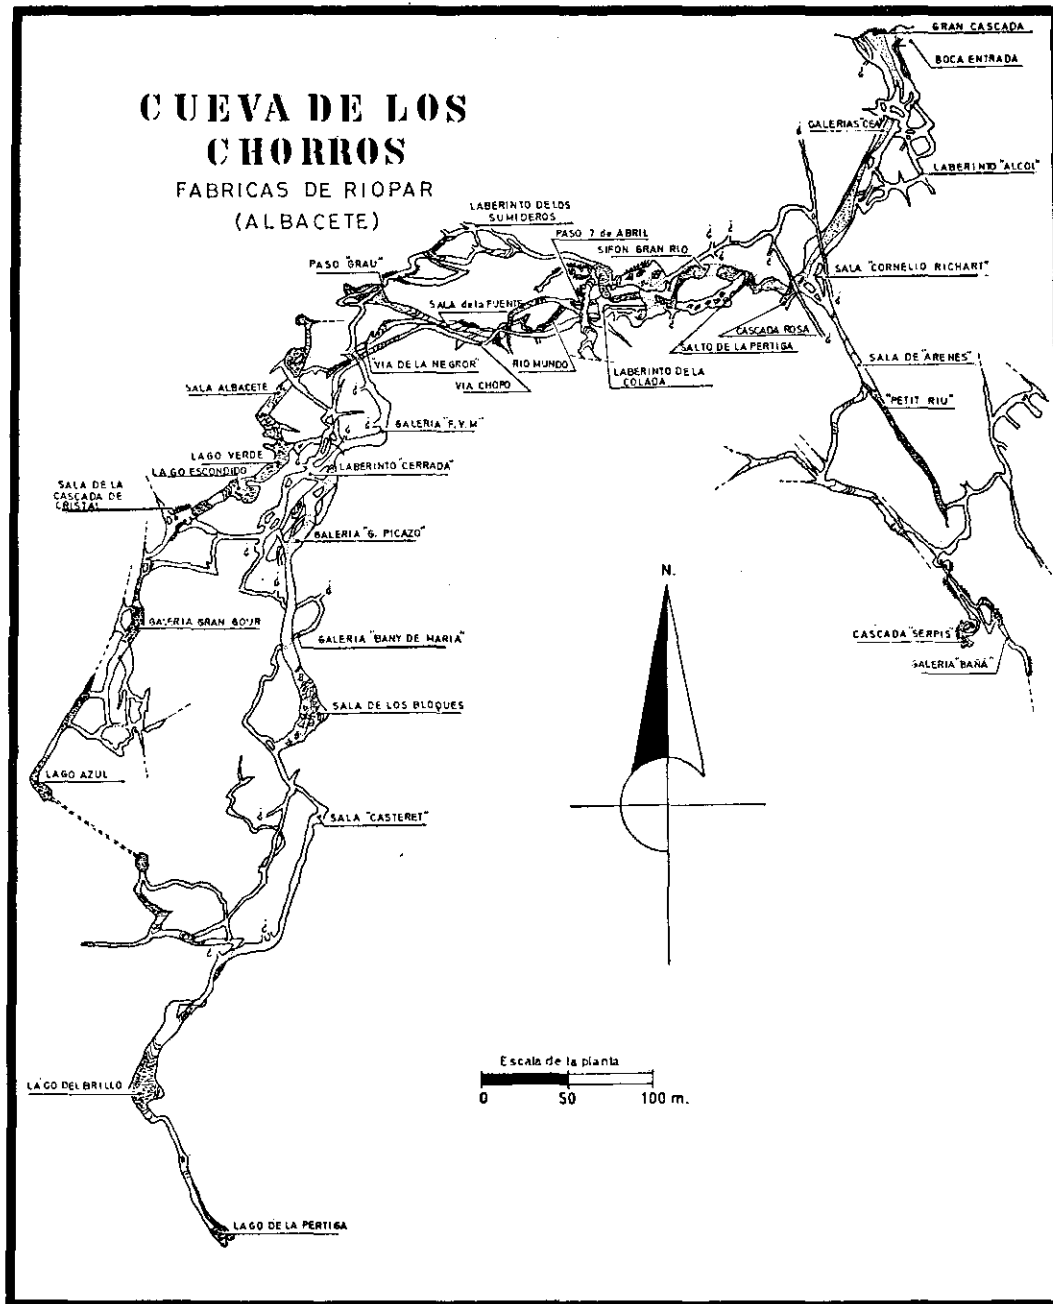 CUEVA DE LOS
CHORROS
FABRICAS DE RIOPAR
(ALBACETE)
GRAN CASCADA
BOCA ENTRADA
GALERIAS "CEA"
LABERINTO "ALCOI"
LABERINTO DE LOS
SUMIDEROS
PASO 7 de ABRIL
SIFON GRAN RIO
PASO "GRAU"
SALA "CORNELIO RICHART"
SALA de la FUENTE
CASCADA ROSA
SALTO DE LA PERTIGA
VIA DE LA NEGROR
RIO MUNDO
VIA CHOPO
LABERINTO DE LA
COLADA
SALA DE "ARENES"
"PETIT RIU"
SALA ALBACETE
GALERIA "F.Y.M"
LAGO VERDE
LAGO ESCONDIDO
LABERINTO "CERRADA"
SALA DE LA
CASCADA DE
CRISTAL
GALERIA "G. PICAZO"
N.
GALERIA GRAN GOUR
GALERIA "BANY DE MARIA"
CASCADA "SERPIS"
GALERIA "BAÑÁ"
SALA DE LOS BLOQUES
LAGO AZUL
SALA "CASTERET"
Escala de la planta
0 50 100 m.
LAGO DEL BRILLO
LAGO DE LA PERTIGA